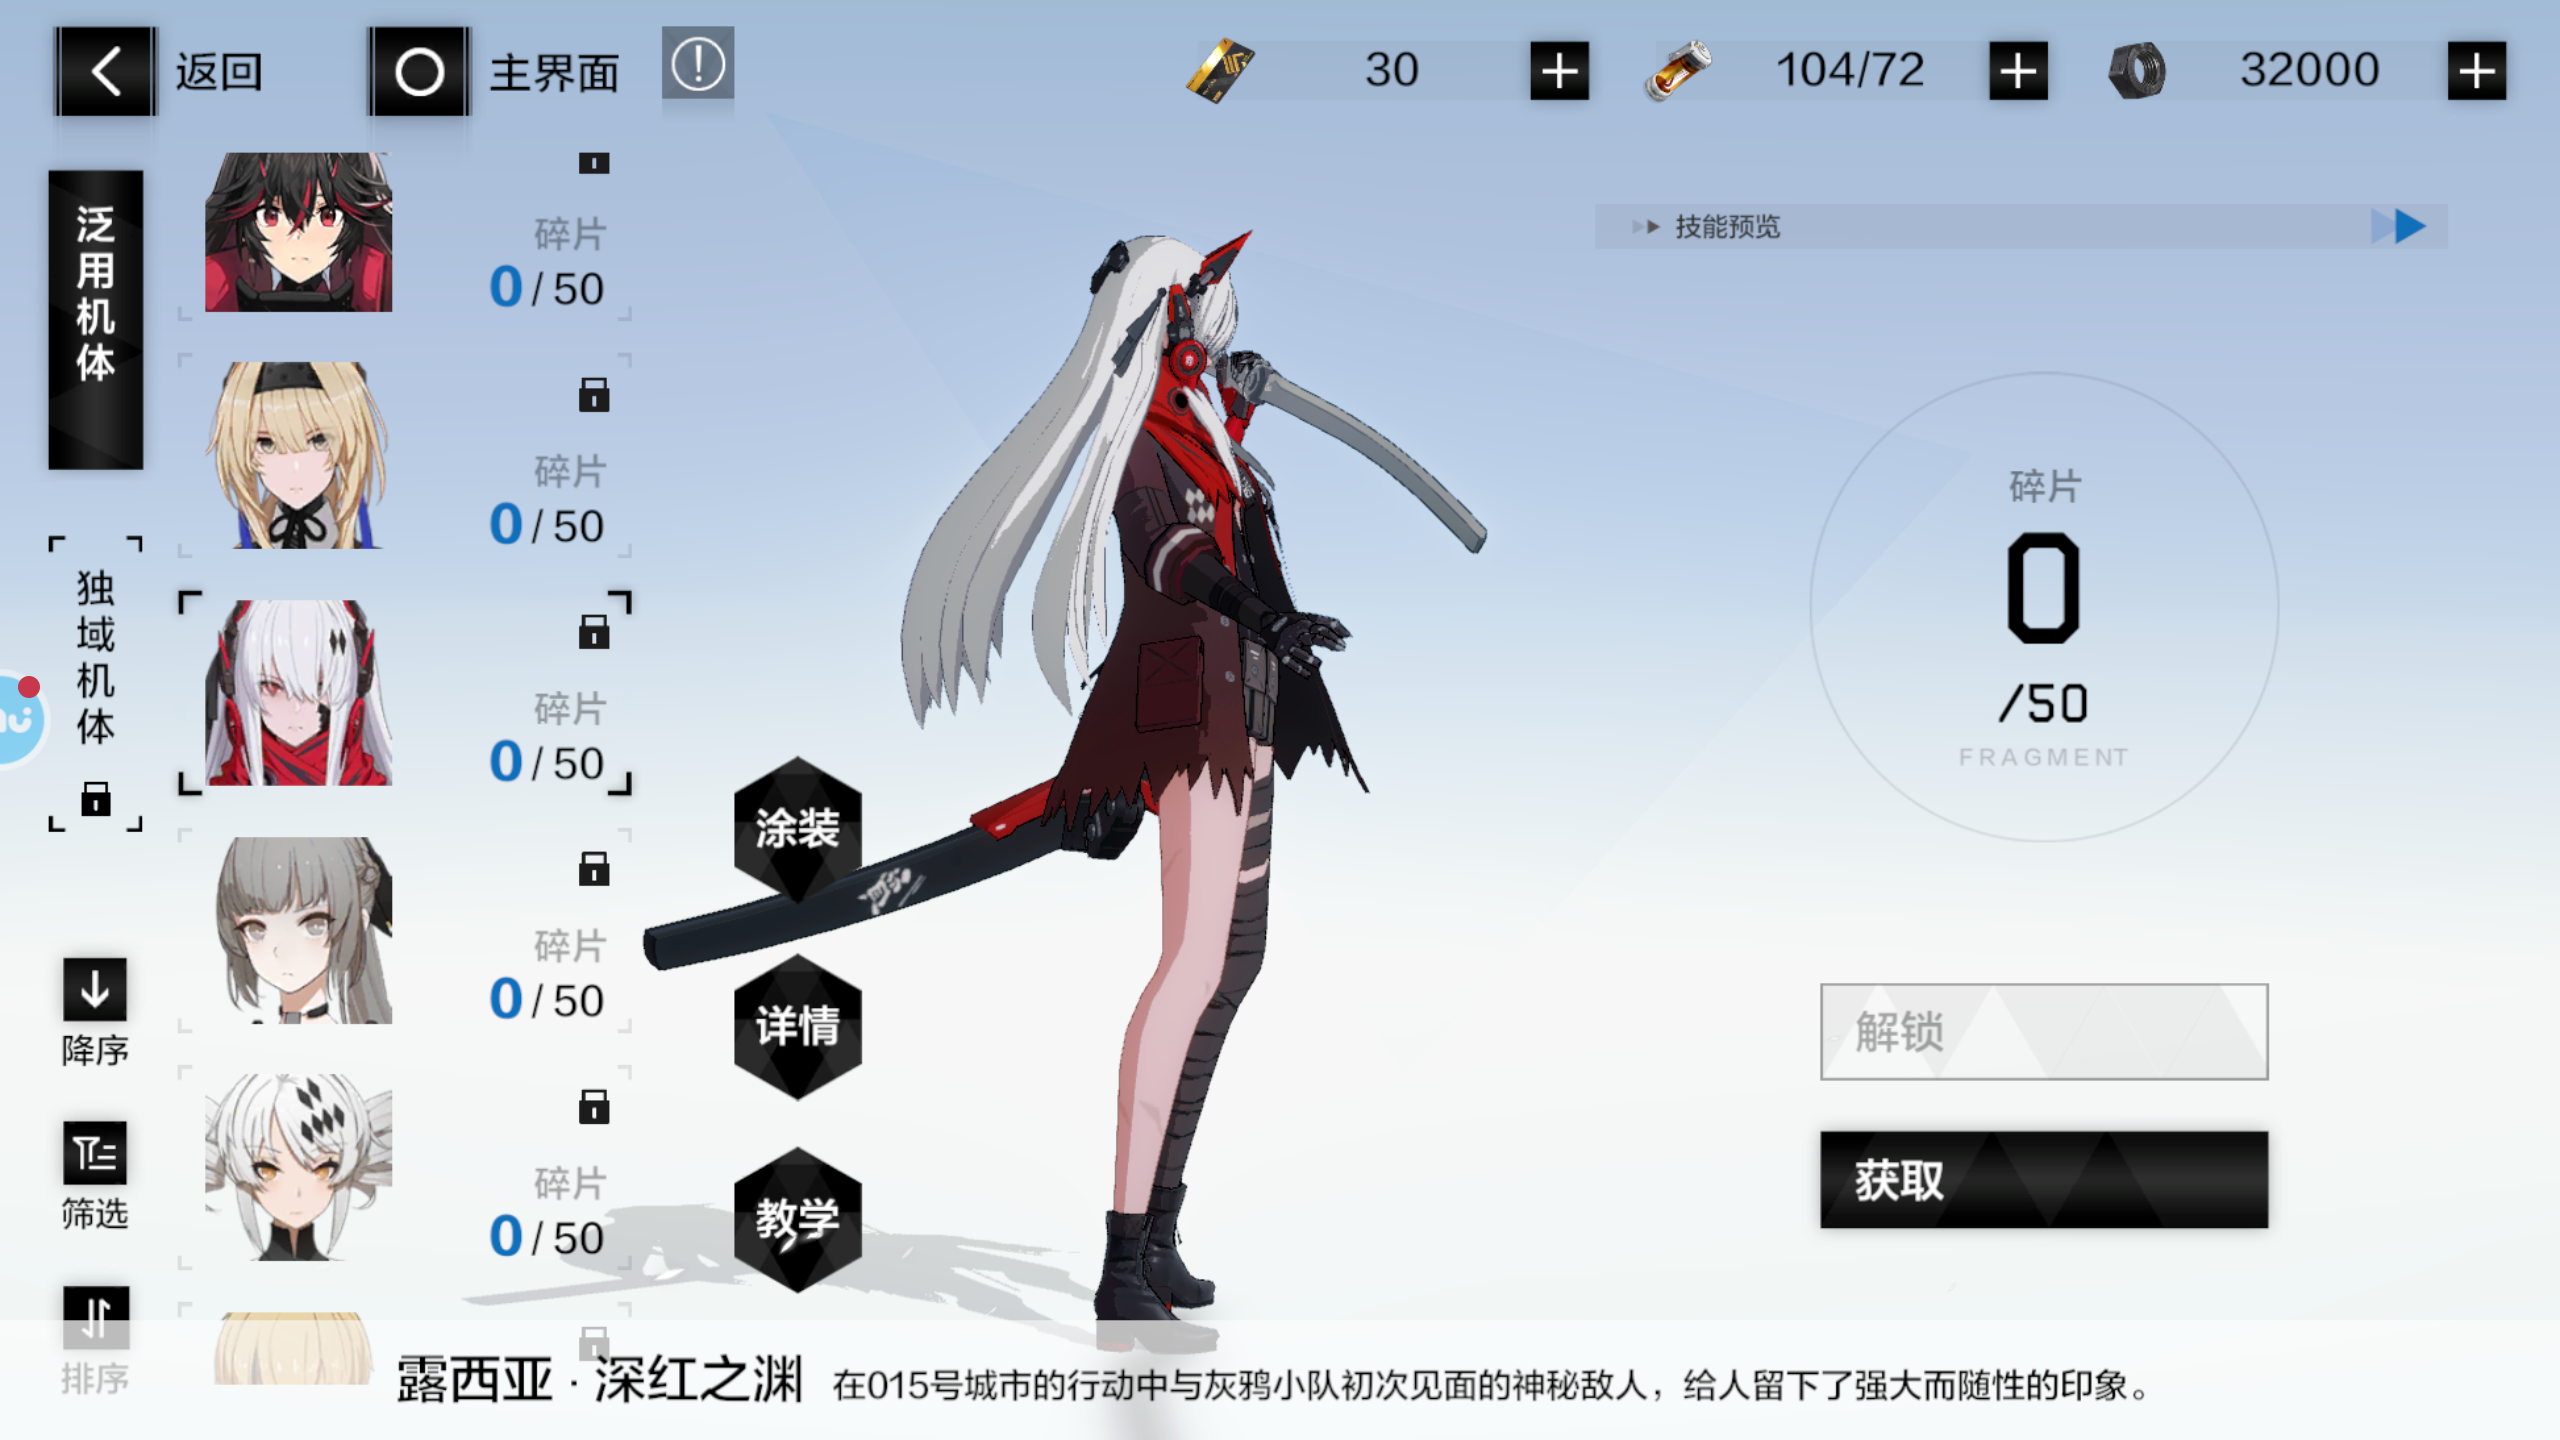 返回
主界面
30
104/72
32000
泛用机体
独域机体
降序
筛选
排序
碎片
0/50
碎片
0/50
碎片
0/50
碎片
0/50
碎片
0/50
涂装
详情
教学
技能预览
碎片
0
/50
FRAGMENT
解锁
获取
露西亚·深红之渊
在015号城市的行动中与灰鸦小队初次见面的神秘敌人，给人留下了强大而随性的印象。